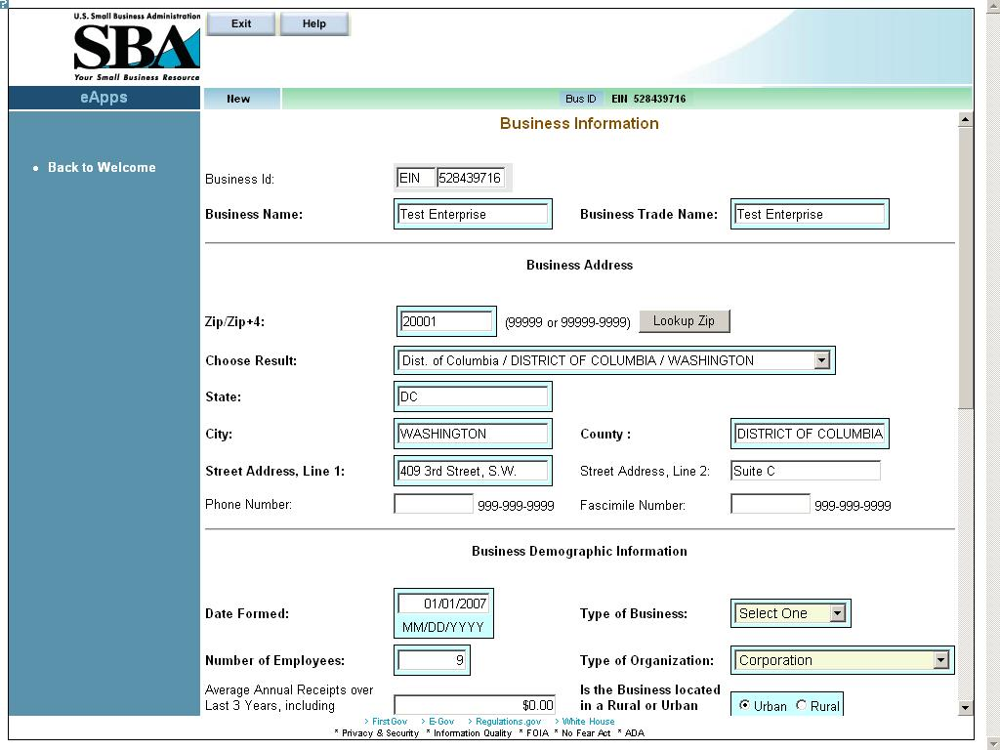 U.S. Small Business Administration
SBA
Your Small Business Resource
Exit Help
eApps New Bus ID EIN 528439716
Business Information
• Back to Welcome
Business Id: EIN 528439716
Business Name: Test Enterprise Business Trade Name: Test Enterprise
Business Address
Zip/Zip+4: 20001 (99999 or 99999-9999) Lookup Zip
Choose Result: Dist. of Columbia / DISTRICT OF COLUMBIA / WASHINGTON
State: DC
City: WASHINGTON County : DISTRICT OF COLUMBIA
Street Address, Line 1: 409 3rd Street, S.W. Street Address, Line 2: Suite C
Phone Number: 999-999-9999 Fascimile Number: 999-999-9999
Business Demographic Information
Date Formed: 01/01/2007 MM/DD/YYYY Type of Business: Select One
Number of Employees: 9 Type of Organization: Corporation
Average Annual Receipts over Last 3 Years, including $0.00 Is the Business located in a Rural or Urban Urban Rural
> FirstGov > E-Gov > Regulations.gov > White House
* Privacy & Security * Information Quality * FOIA * No Fear Act * ADA